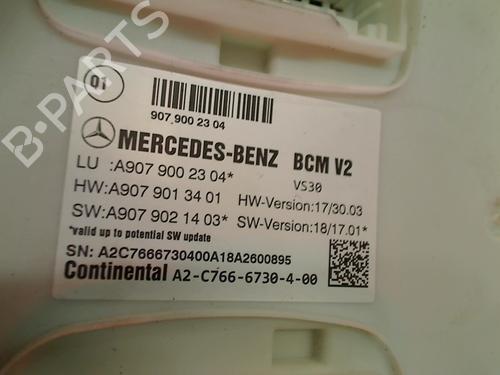 B-PARTS
01
907 900 23 04
MERCEDES-BENZ BCM V2
LU :A907 900 23 04* VS30
HW:A907 901 34 01 HW-Version:17/30.03
SW:A907 902 14 03* SW-Version:18/17.01*
*valid up to potential SW update
SN: A2C7666730400A18A2600895
Continental A2-C766-6730-4-00